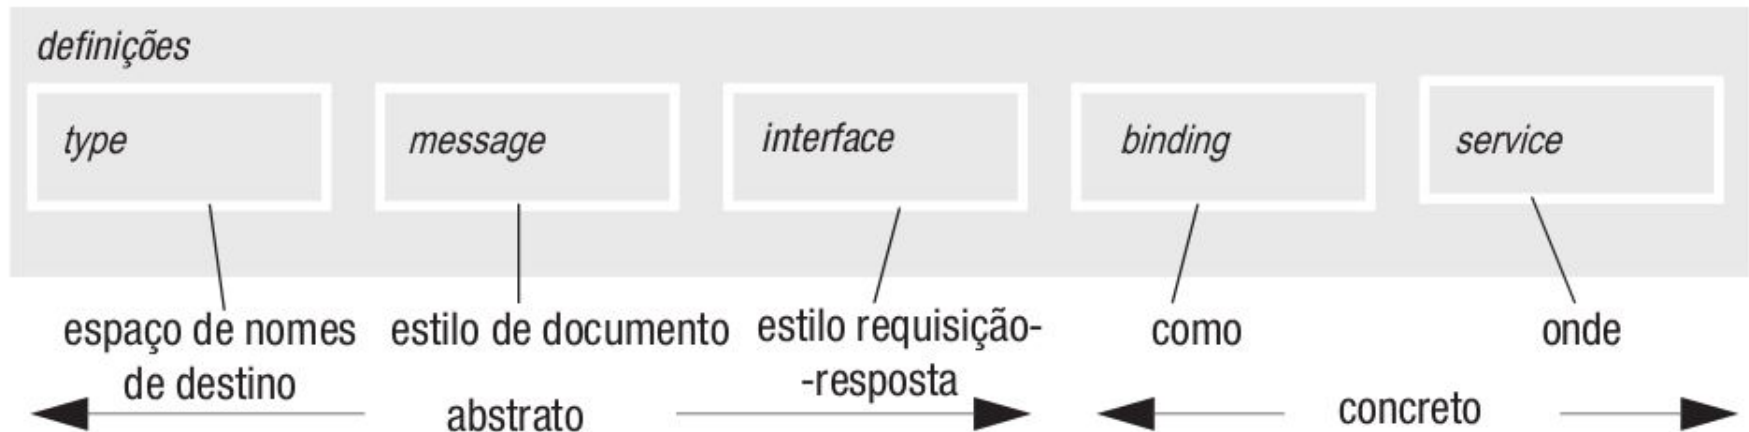 definições
type message interface binding service
espaço de nomes estilo de documento estilo requisição- como onde
de destino -resposta
abstrato concreto